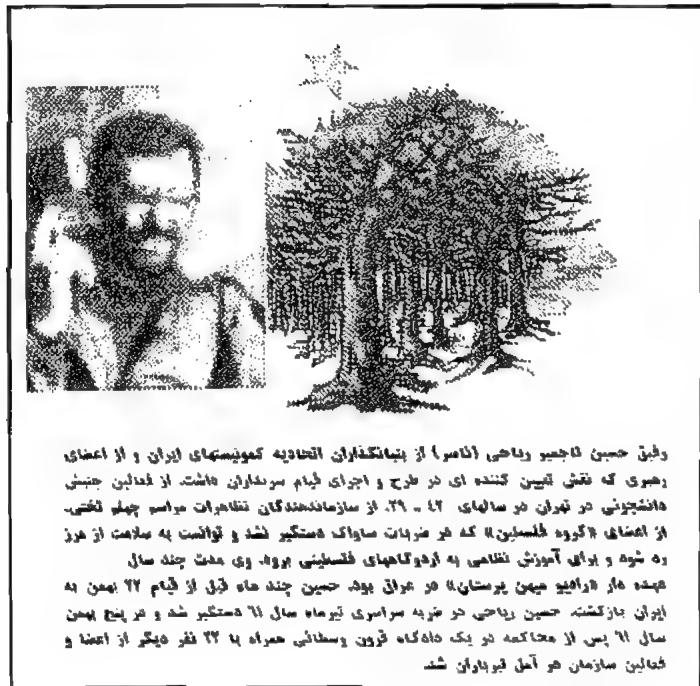 رفیق حسین تاجمیر ریاحی (ناصر) از بنیانگذاران اتحادیه کمونیستهای ایران و از اعضای
رهبری که نقش تعیین کننده ای در طرح و اجرای قیام سربداران داشت. از فعالین جنبش
دانشجوئی در تهران در سالهای ۴۲ - ۳۹. از سازماندهندگان تظاهرات مراسم چهلم تختی.
از اعضای «گروه فلسطین» که در ضربات ساواک دستگیر نشد و توانست به سلامت از مرز
رد شود و برای آموزش نظامی به اردوگاههای فلسطینی برود. وی مدت چند سال
عهده دار «رادیو میهن پرستان» در عراق بود. حسین چند ماه قبل از قیام ۲۲ بهمن به
ایران بازگشت. حسین ریاحی در ضربه سراسری تیرماه سال ۶۱ دستگیر شد و در پنج بهمن
سال ۶۱ پس از محاکمه در یک دادگاه قرون وسطائی همراه با ۲۲ نفر دیگر از اعضا و
فعالین سازمان در آمل تیرباران شد.